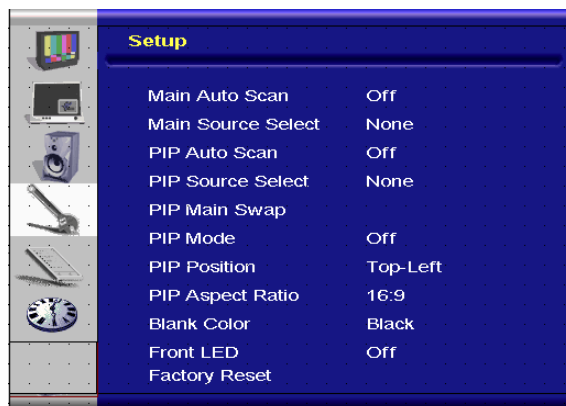 Setup
Main Auto Scan Off
Main Source Select None
PIP Auto Scan Off
PIP Source Select None
PIP Main Swap
PIP Mode Off
PIP Position Top-Left
PIP Aspect Ratio 16:9
Blank Color Black
Front LED Off
Factory Reset